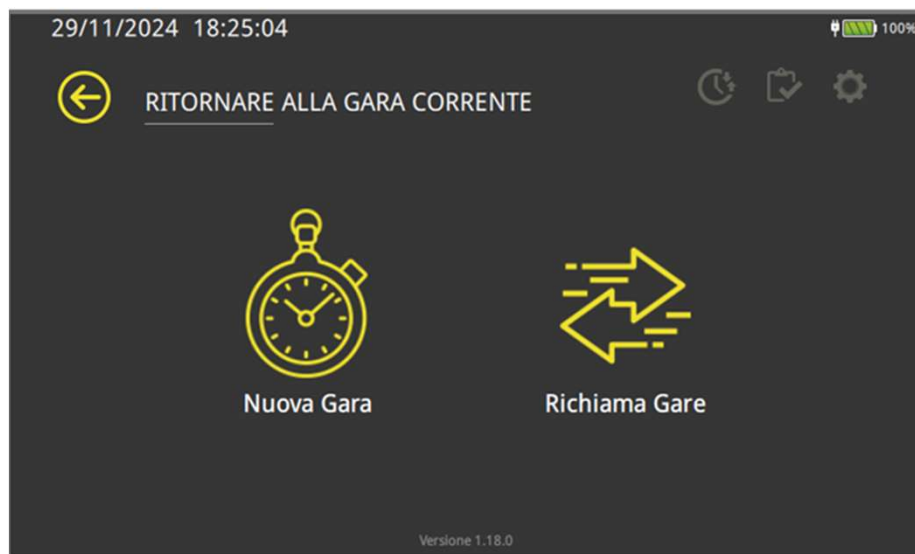 29/11/2024 18:25:04 100%
RITORNARE ALLA GARA CORRENTE
Nuova Gara Richiama Gare
Versione 1.18.0